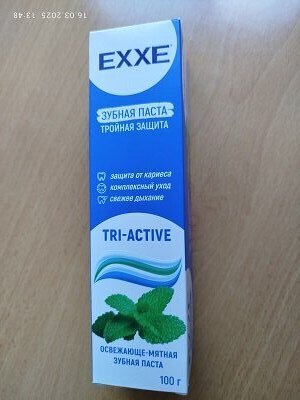 16.03.2025 13:48
EXXE
ЗУБНАЯ ПАСТА
ТРОЙНАЯ ЗАЩИТА
защита от кариеса
комплексный уход
свежее дыхание
TRI-ACTIVE
ОСВЕЖАЮЩЕ-МЯТНАЯ
ЗУБНАЯ ПАСТА
100 г